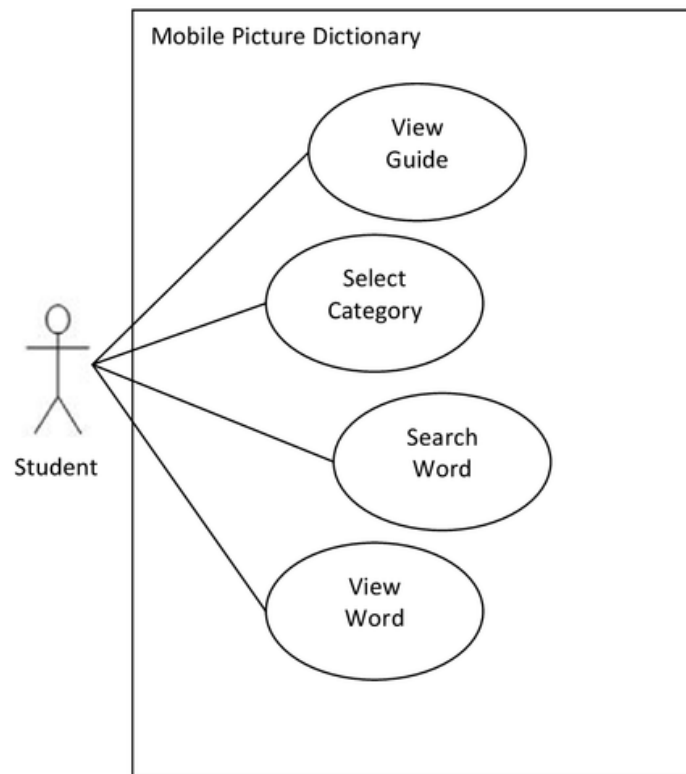 Mobile Picture Dictionary
View
Guide
Select
Category
Search
Word
Student
View
Word